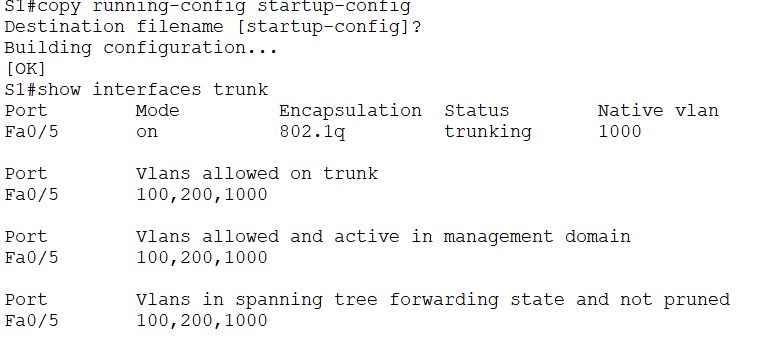 S1#copy running-config startup-config
Destination filename [startup-config]?
Building configuration...
[OK]
S1#show interfaces trunk
Port Mode Encapsulation Status Native vlan
Fa0/5 on 802.1q trunking 1000
Port Vlans allowed on trunk
Fa0/5 100,200,1000
Port Vlans allowed and active in management domain
Fa0/5 100,200,1000
Port Vlans in spanning tree forwarding state and not pruned
Fa0/5 100,200,1000